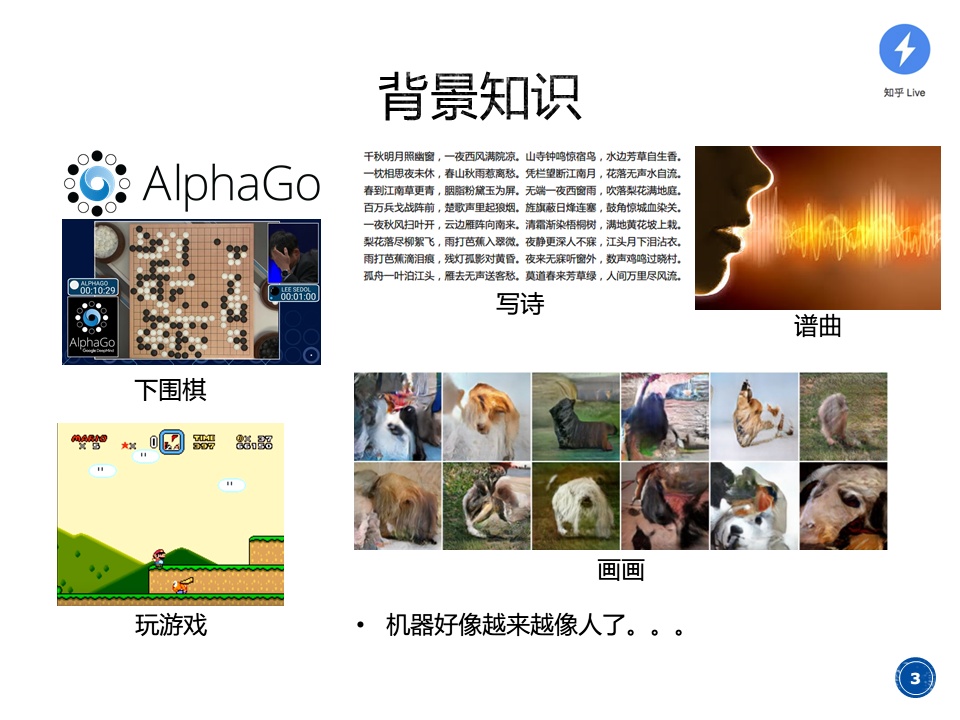 知乎 Live
背景知识
AlphaGo
ALPHAGO
00:10:29
LEE SEDOL
00:01:00
AlphaGo
Google DeepMind
下围棋
千秋明月照幽窗，一夜西风满院凉。山寺钟鸣惊宿鸟，水边芳草自生香。
一枕相思夜未休，春山秋雨惹离愁。凭栏望断江南月，花落无声水自流。
春到江南草更青，胭脂粉黛玉为屏。无端一夜西窗雨，吹落梨花满地庭。
百万兵戈战阵前，楚歌声里起狼烟。旌旗蔽日烽连塞，鼓角惊城血染关。
一夜秋风扫叶开，云边雁阵向南来。清霜渐染梧桐树，满地黄花坡上栽。
梨花落尽柳絮飞，雨打芭蕉入翠微。夜静更深人不寐，江头月下泪沾衣。
雨打芭蕉滴泪痕，残灯孤影对黄昏。夜来无寐听窗外，数声鸡鸣过晓村。
孤舟一叶泊江头，雁去无声送客愁。莫道春来芳草绿，人间万里尽风流。
写诗
谱曲
MARIO
x 5
TIME
397
66150
玩游戏
画画
• 机器好像越来越像人了。。。
3